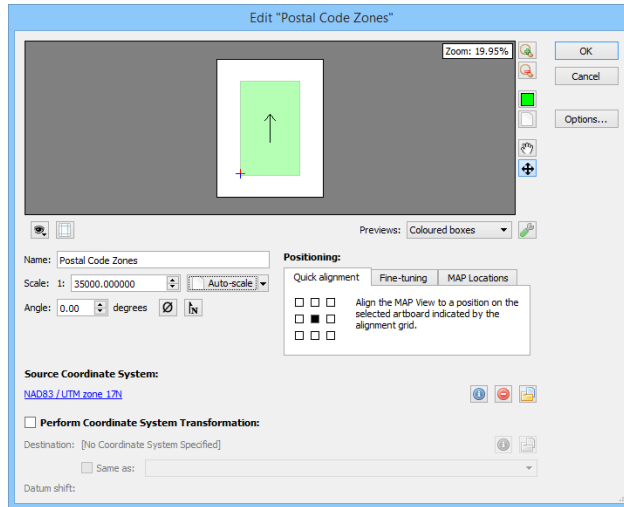 Edit "Postal Code Zones"
Zoom: 19.95%
OK
Cancel
Options...
Previews: Coloured boxes
Name: Postal Code Zones
Scale: 1: 35000.000000 Auto-scale
Angle: 0.00 degrees Ø N
Positioning:
Quick alignment Fine-tuning MAP Locations
Align the MAP View to a position on the
selected artboard indicated by the
alignment grid.
Source Coordinate System:
NAD83 / UTM zone 17N
Perform Coordinate System Transformation:
Destination: [No Coordinate System Specified]
Same as:
Datum shift: